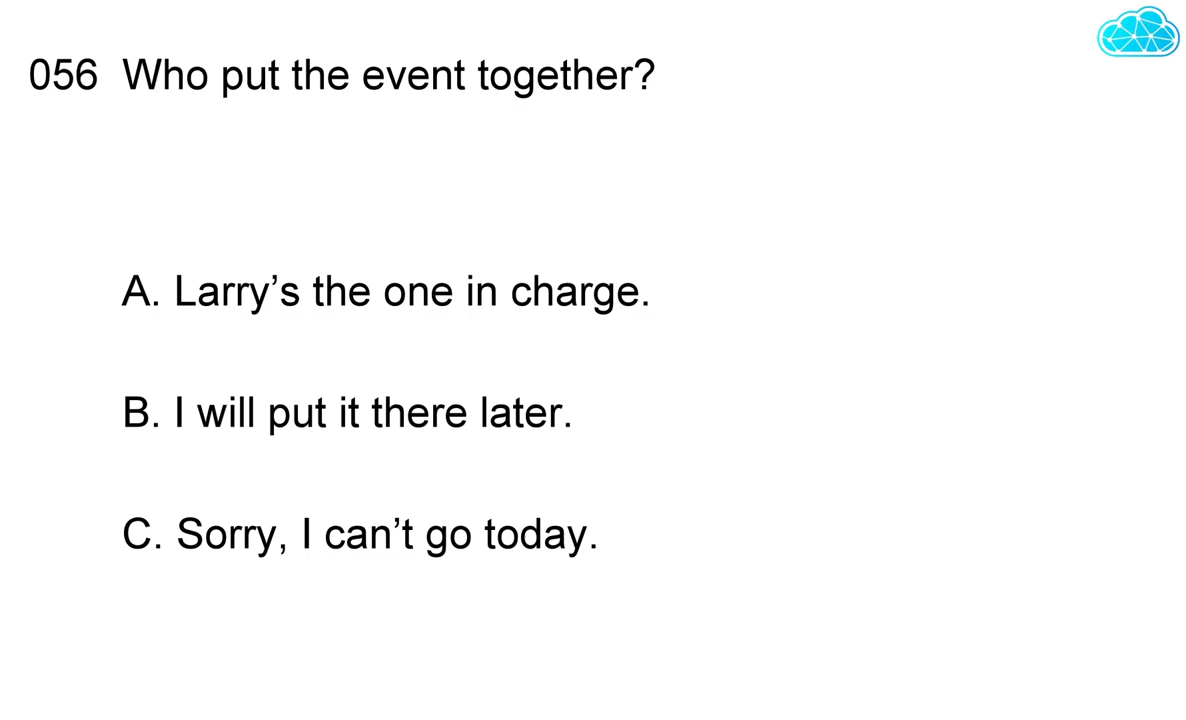 056 Who put the event together?
A. Larry’s the one in charge.
B. I will put it there later.
C. Sorry, I can’t go today.